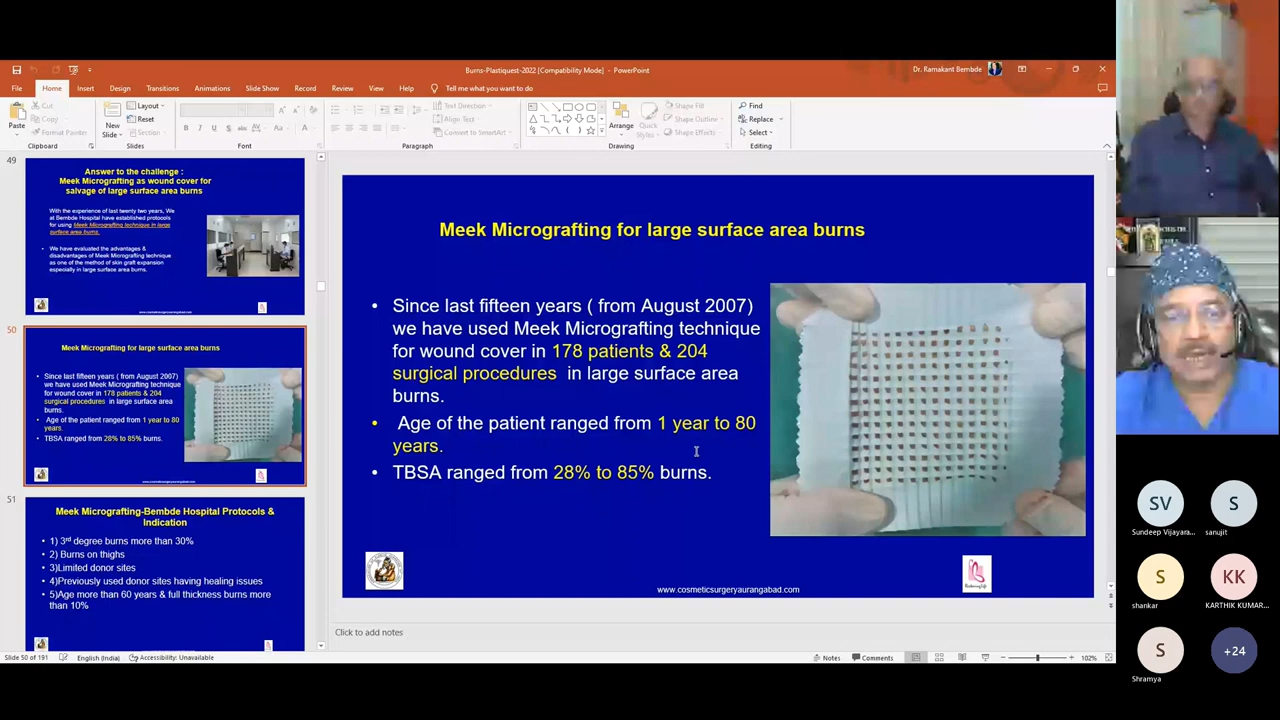 Burns-Plastiquest-2022 [Compatibility Mode] - PowerPoint
Dr. Ramakant Bembde
File Home Insert Design Transitions Animations Slide Show Record Review View Help Tell me what you want to do
Paste
Cut
Copy
Format Painter
Clipboard
New Slide
Layout
Reset
Section
Slides
Font
Paragraph
Text Direction
Align Text
Convert to SmartArt
Arrange
Quick Styles
Shape Fill
Shape Outline
Shape Effects
Drawing
Find
Replace
Select
Editing
49
Answer to the challenge :
Meek Micrografting as wound cover for
salvage of large surface area burns
With the experience of last twenty two years, We
at Bembde Hospital have established protocols
for using Meek Micrografting technique in large
surface area burns.
We have evaluated the advantages &
disadvantages of Meek Micrografting technique
as one of the method of skin graft expansion
especially in large surface area burns.
www.cosmeticsurgeryaurangabad.com
50
Meek Micrografting for large surface area burns
• Since last fifteen years ( from August 2007)
we have used Meek Micrografting technique
for wound cover in 178 patients & 204
surgical procedures in large surface area
burns.
• Age of the patient ranged from 1 year to 80
years.
• TBSA ranged from 28% to 85% burns.
www.cosmeticsurgeryaurangabad.com
51
Meek Micrografting-Bembde Hospital Protocols &
Indication
• 1) 3rd degree burns more than 30%
• 2) Burns on thighs
• 3)Limited donor sites
• 4)Previously used donor sites having healing issues
• 5)Age more than 60 years & full thickness burns more
than 10%
Meek Micrografting for large surface area burns
• Since last fifteen years ( from August 2007)
we have used Meek Micrografting technique
for wound cover in 178 patients & 204
surgical procedures in large surface area
burns.
• Age of the patient ranged from 1 year to 80
years.
• TBSA ranged from 28% to 85% burns.
www.cosmeticsurgeryaurangabad.com
Click to add notes
Slide 50 of 191 English (India) Accessibility: Unavailable Notes Comments 102%
SV
Sundeep Vijayara...
S
sanujit
S
shankar
KK
KARTHIK KUMAR...
S
Shramya
+24